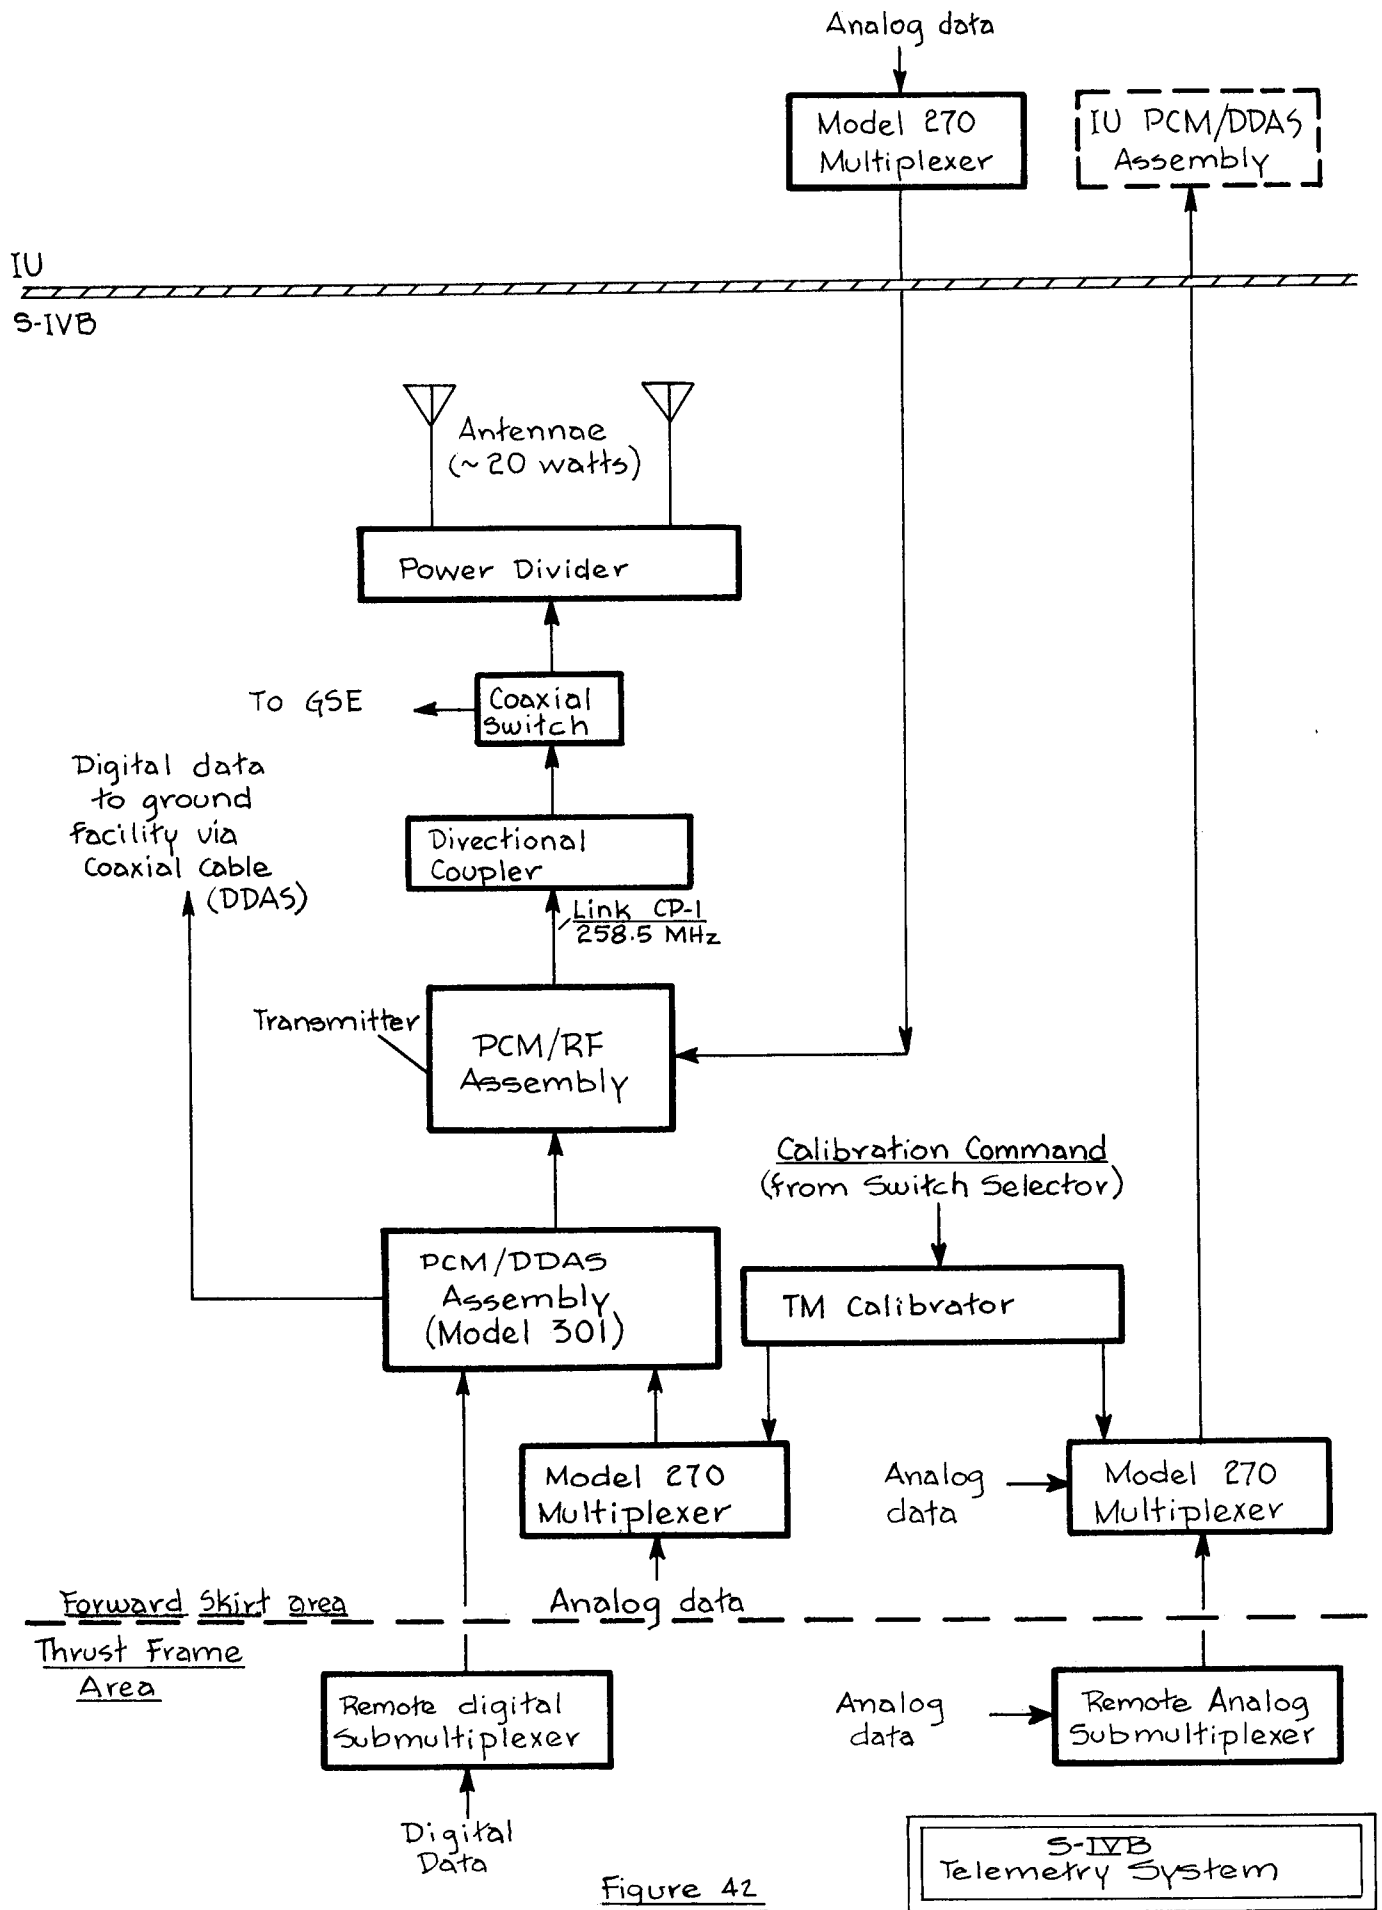 Analog data
Model 270
Multiplexer
IU PCM/DDAS
Assembly
IU
S-IVB
Antennae
(~20 watts)
Power Divider
To GSE
Coaxial
Switch
Digital data
to ground
facility via
Coaxial Cable
(DDAS)
Directional
Coupler
Link CP-1
258.5 MHz
Transmitter
PCM/RF
Assembly
Calibration Command
(from Switch Selector)
PCM/DDAS
Assembly
(Model 301)
TM Calibrator
Model 270
Multiplexer
Analog
data
Model 270
Multiplexer
Analog data
Forward Skirt area
Thrust Frame
Area
Remote digital
Submultiplexer
Analog
data
Remote Analog
Submultiplexer
Digital
Data
Figure 42
S-IVB
Telemetry System